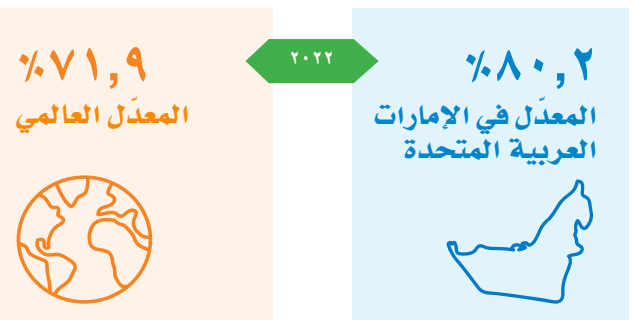 ٪٨٠,٢
المعدّل في الإمارات
العربية المتحدة
٢٠٢٢
٪٧١,٩
المعدّل العالمي